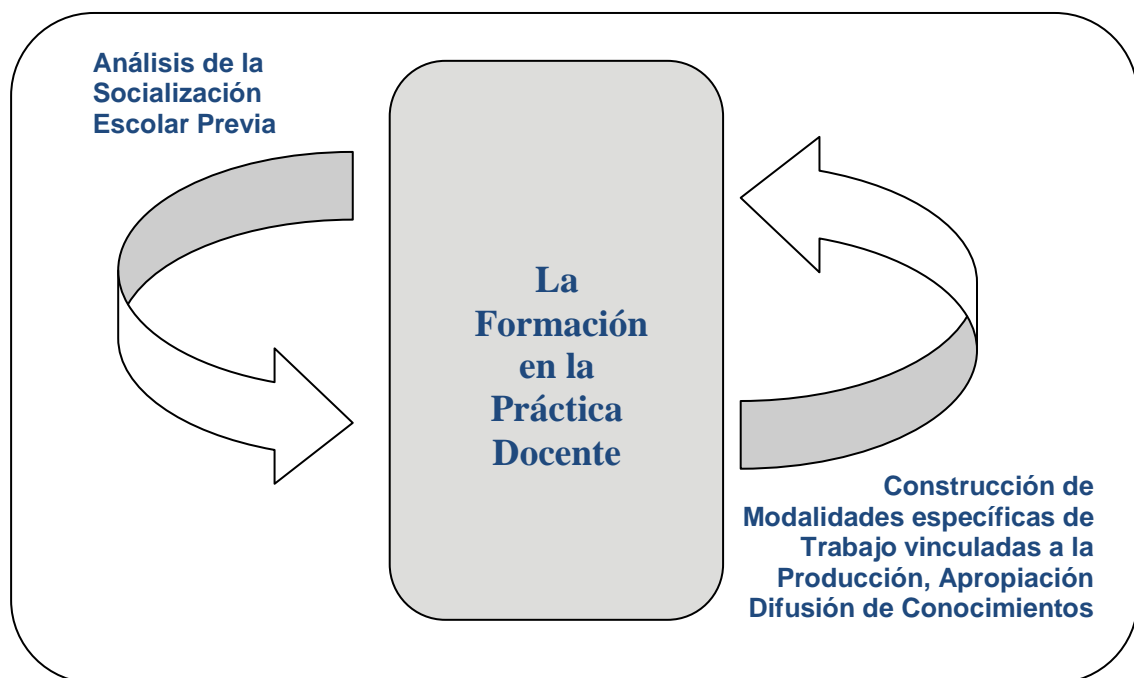 Análisis de la
Socialización
Escolar Previa
La
Formación
en la
Práctica
Docente
Construcción de
Modalidades específicas de
Trabajo vinculadas a la
Producción, Apropiación
Difusión de Conocimientos